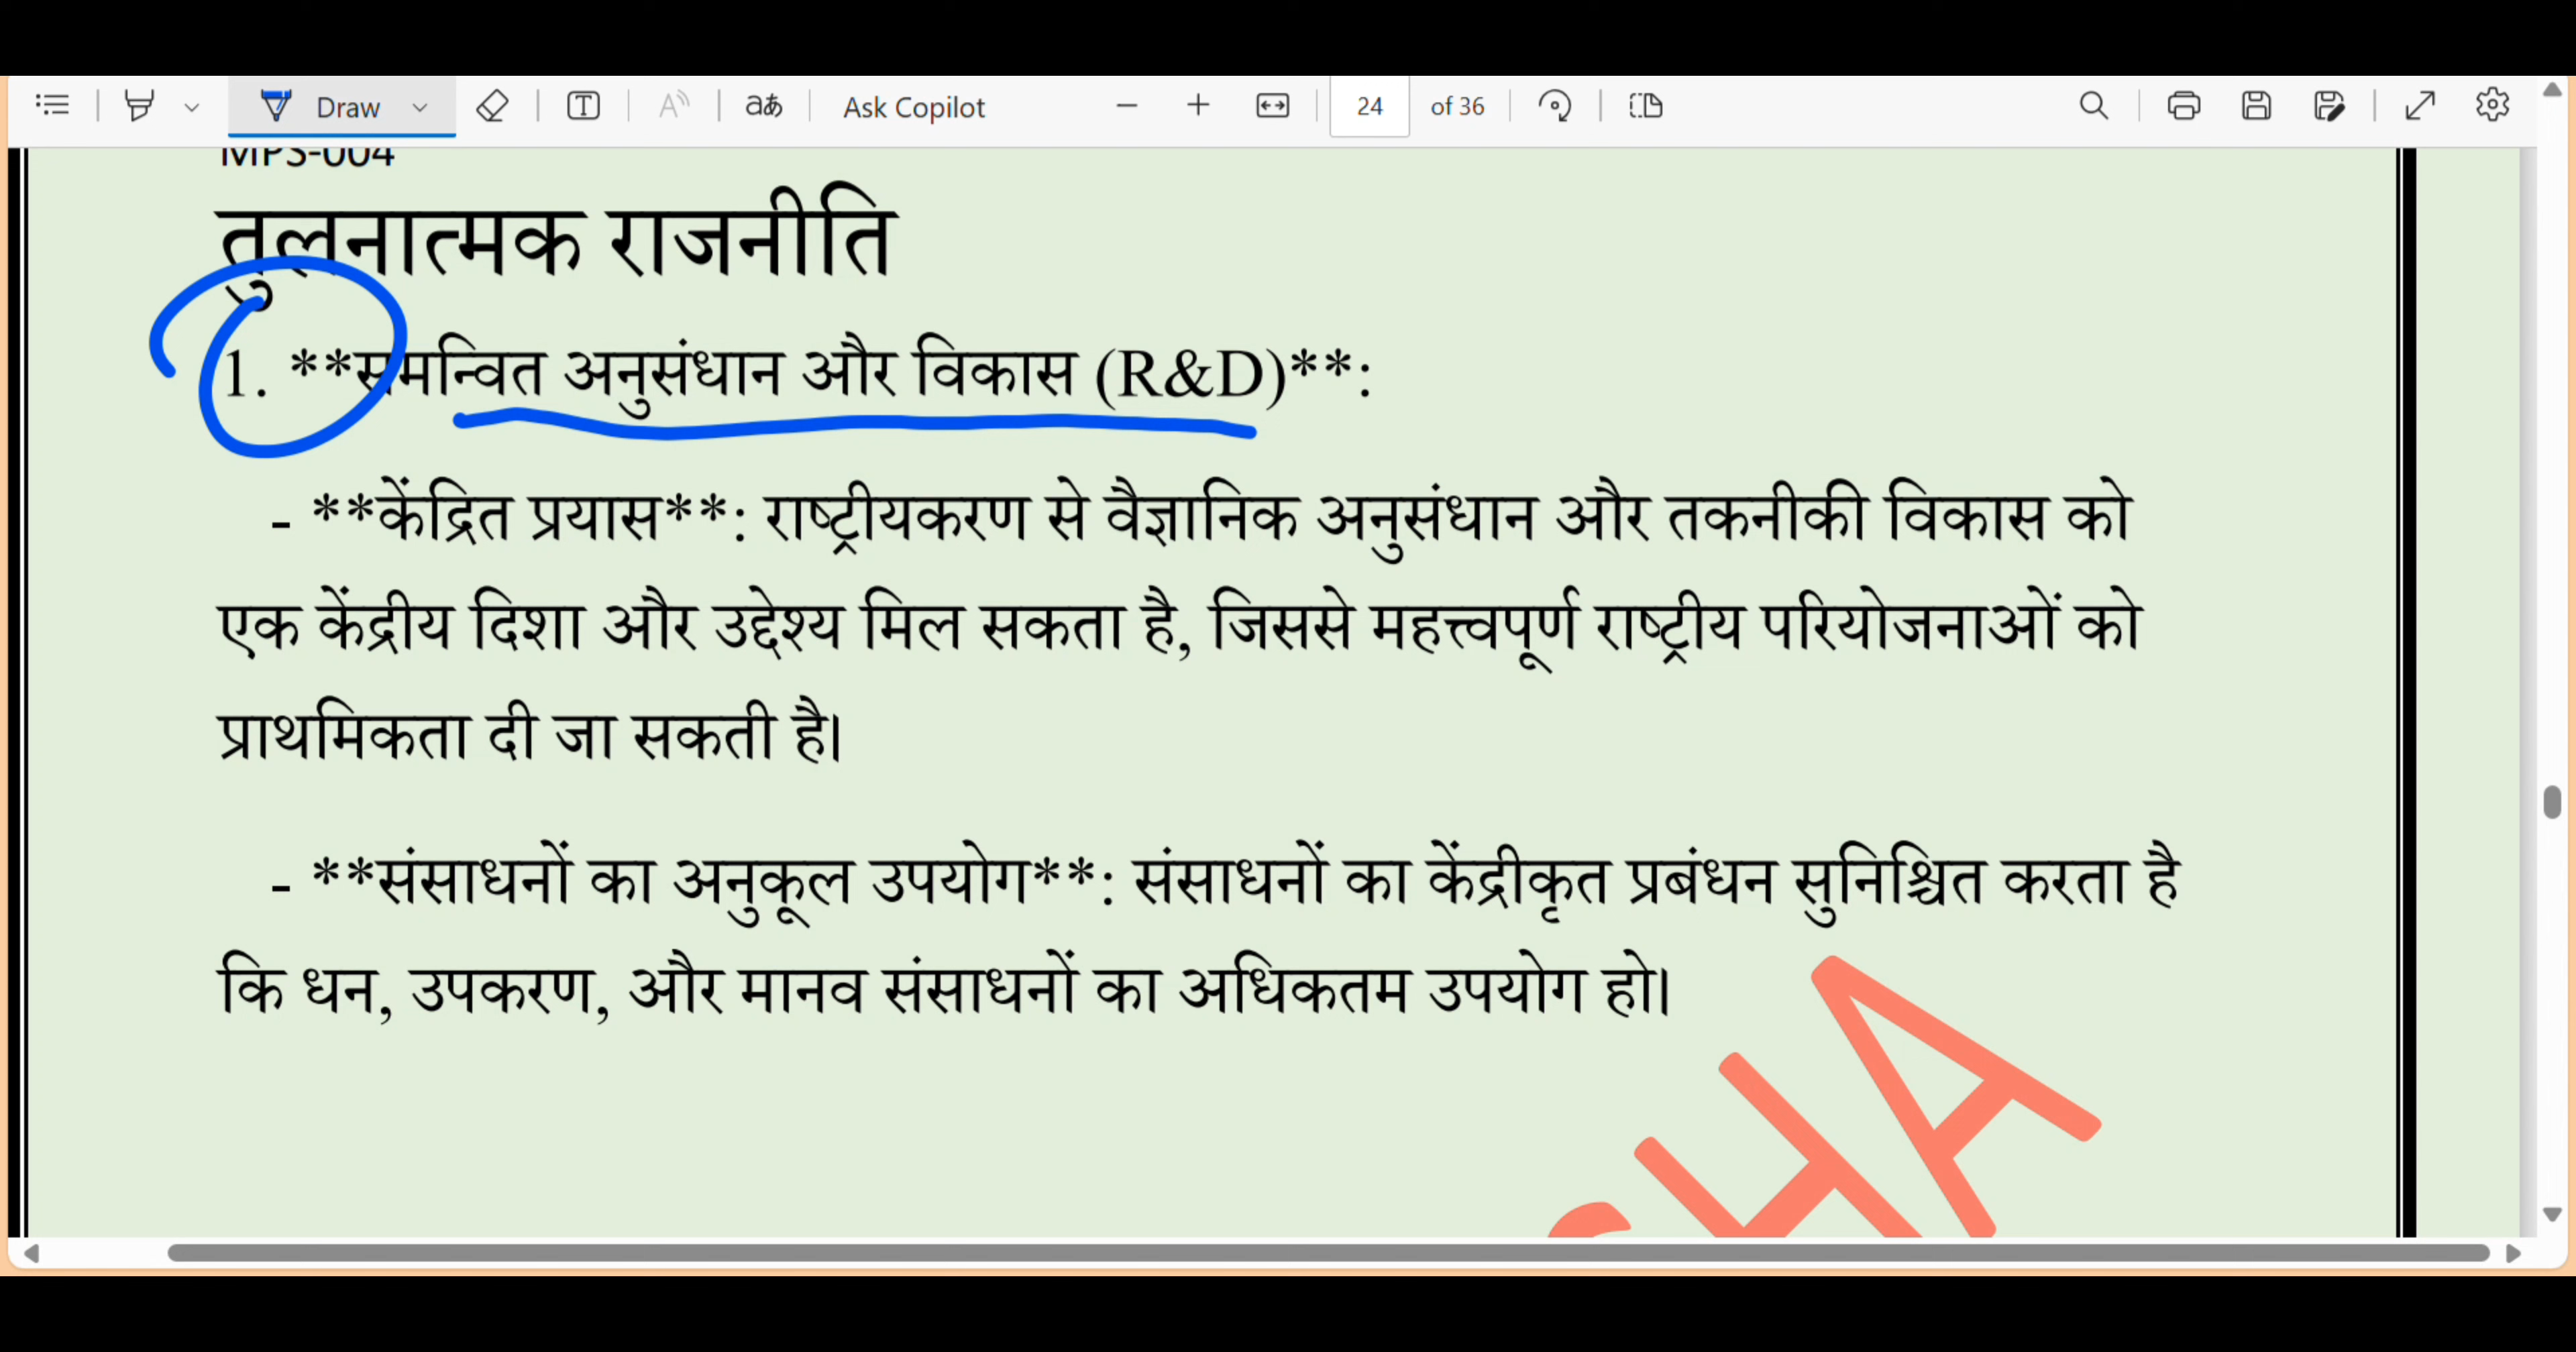 Draw
Ask Copilot
24 of 36
MPS-004
तुलनात्मक राजनीति
1. **समन्वित अनुसंधान और विकास (R&D)**:
- **केंद्रित प्रयास**: राष्ट्रीयकरण से वैज्ञानिक अनुसंधान और तकनीकी विकास को
एक केंद्रीय दिशा और उद्देश्य मिल सकता है, जिससे महत्त्वपूर्ण राष्ट्रीय परियोजनाओं को
प्राथमिकता दी जा सकती है।
- **संसाधनों का अनुकूल उपयोग**: संसाधनों का केंद्रीकृत प्रबंधन सुनिश्चित करता है
कि धन, उपकरण, और मानव संसाधनों का अधिकतम उपयोग हो।